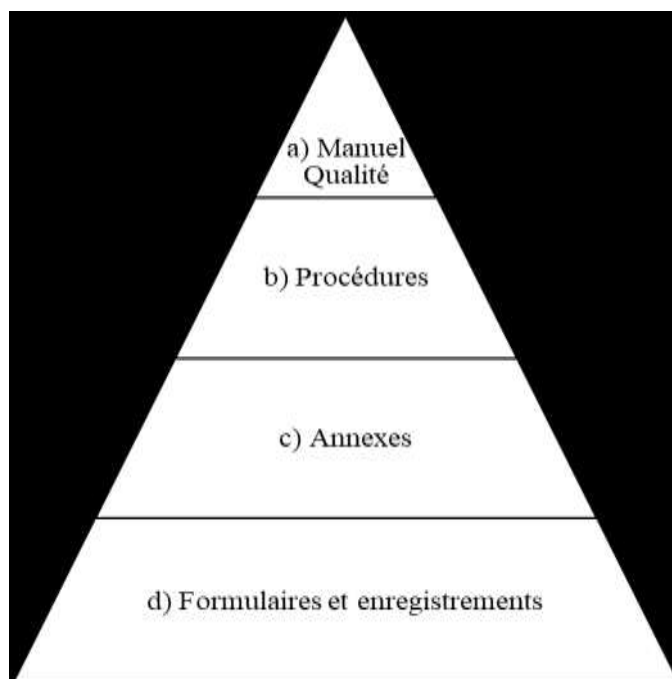 a) Manuel
Qualité
b) Procédures
c) Annexes
d) Formulaires et enregistrements